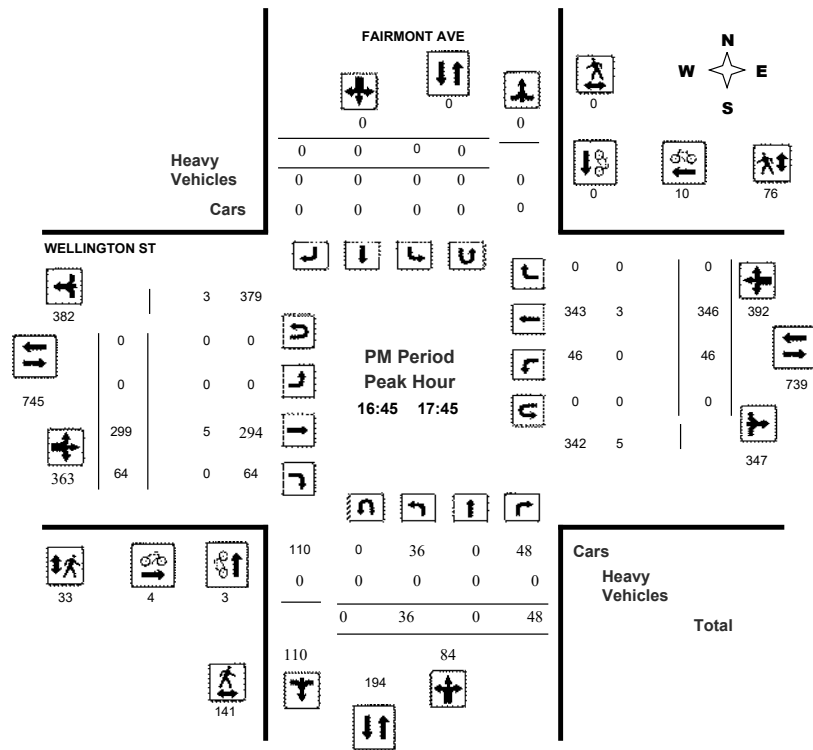 FAIRMONT AVE
N
W E
S
0
0
0 0
0 0 0 0
Heavy
Vehicles 0 0 0 0 0
Cars 0 0 0 0 0
0 10 76
WELLINGTON ST
382
3 379
0 0 0
745
0 0 0
299 5 294
363
64 0 64
PM Period
Peak Hour
16:45 17:45
0 0 0
343 3 346 392
46 0 46
739
0 0 0
342 5
347
33 4 3
110 0 36 0 48 Cars
0 0 0 0 0 Heavy
Vehicles
0 36 0 48 Total
110 84
194
141